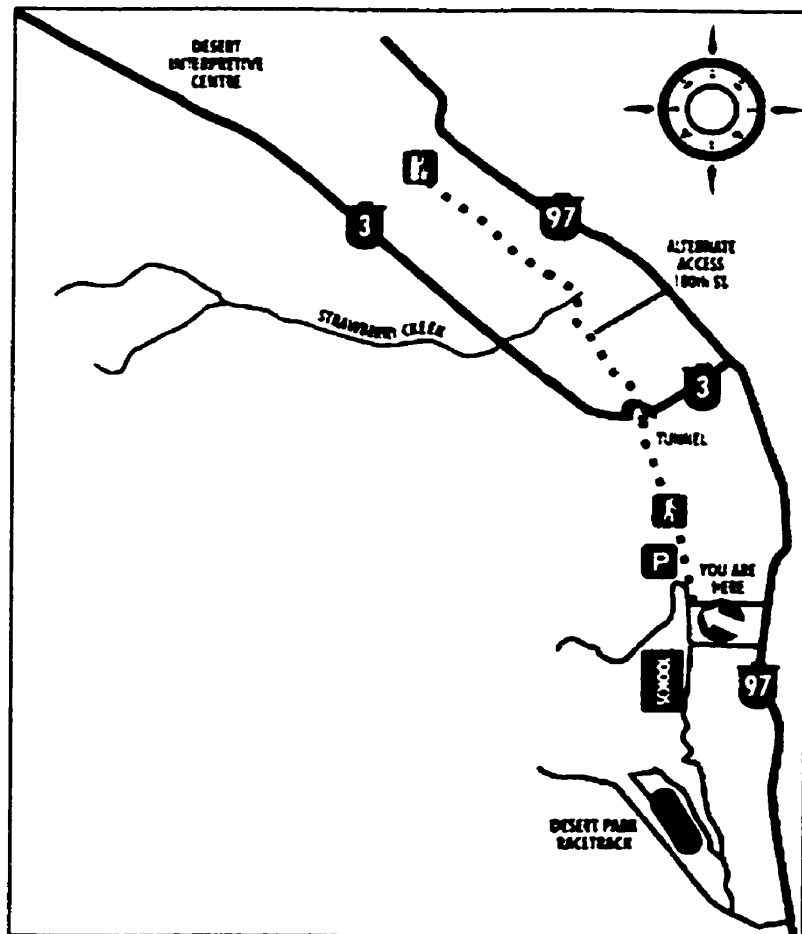 DESERT
INTERPRETIVE
CENTRE
3
97
ALTERNATE
ACCESS
180th ST.
STRAWBERRY CREEK
3
TUNNEL
P
YOU ARE
HERE
SCHOOL
97
DESERT PARK
RACETRACK